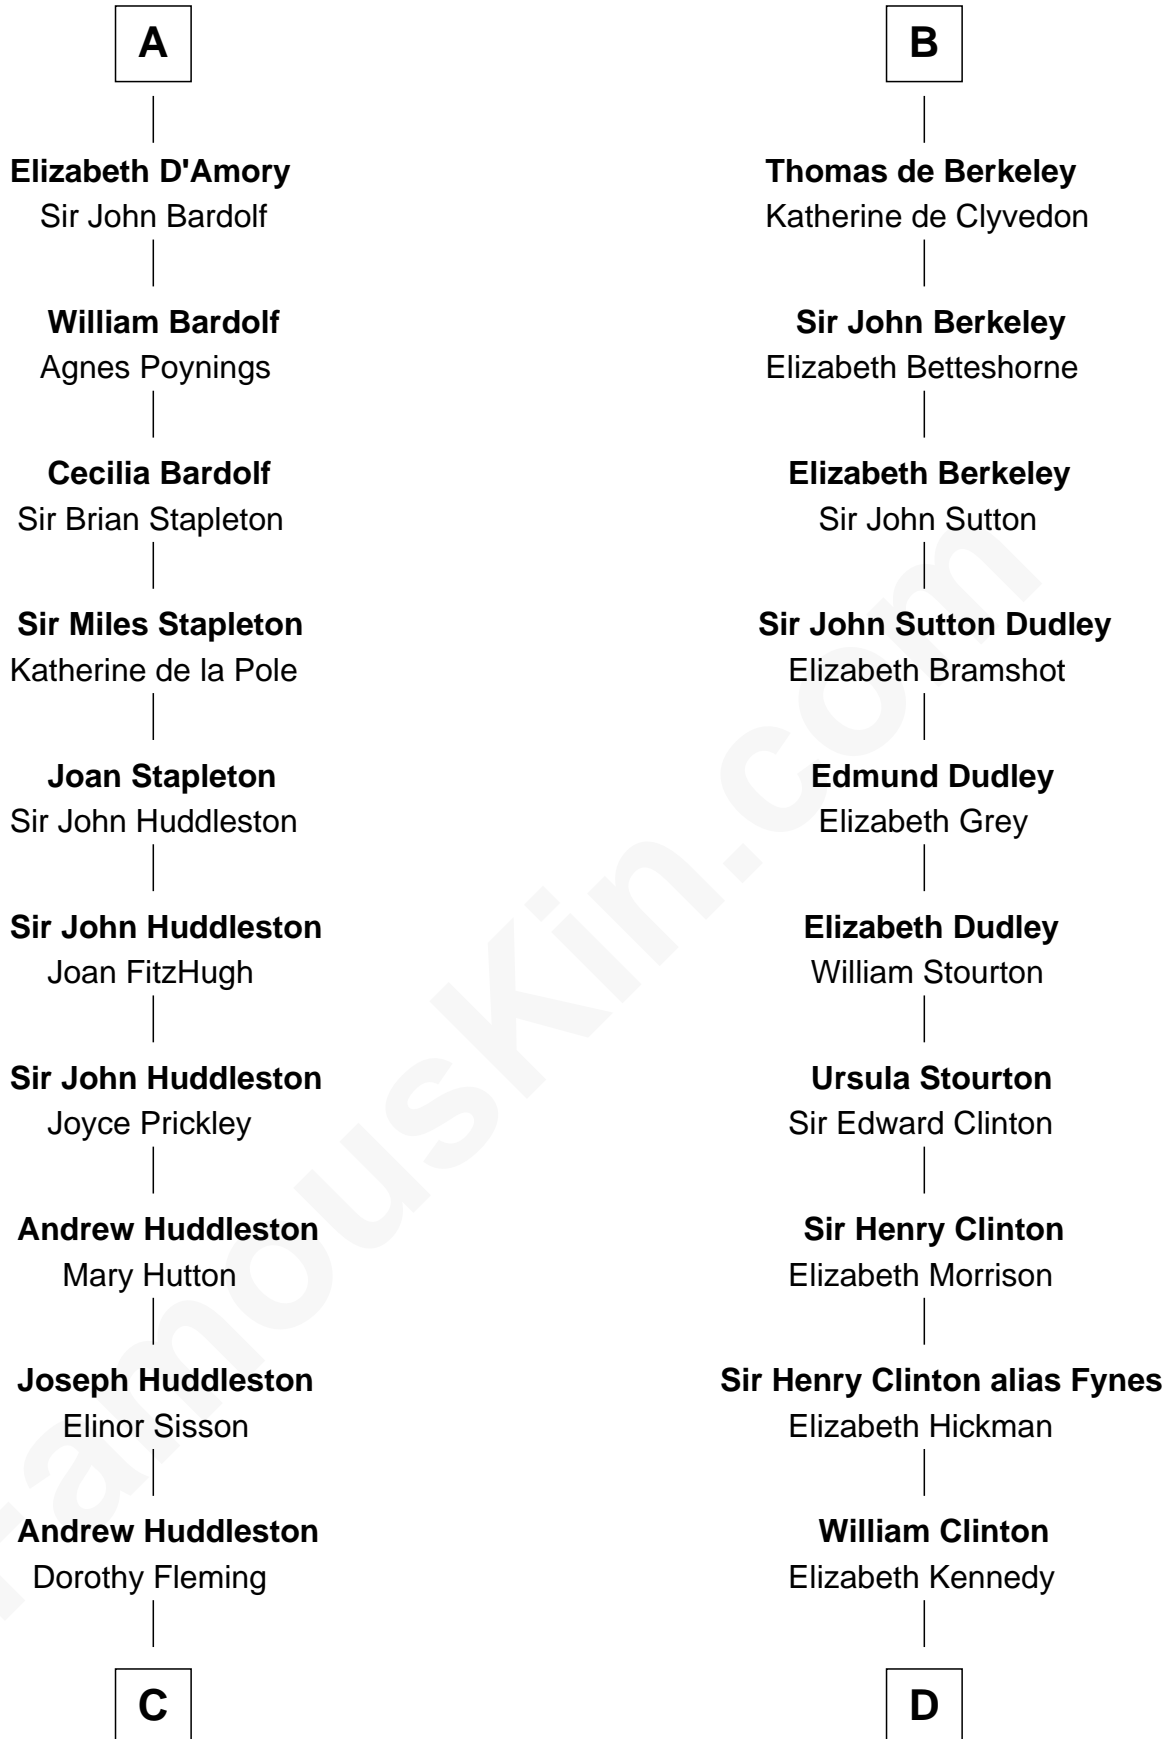 A
Elizabeth D'Amory
Sir John Bardolf
William Bardolf
Agnes Poynings
Cecilia Bardolf
Sir Brian Stapleton
Sir Miles Stapleton
Katherine de la Pole
Joan Stapleton
Sir John Huddleston
Sir John Huddleston
Joan FitzHugh
Sir John Huddleston
Joyce Prickley
Andrew Huddleston
Mary Hutton
Joseph Huddleston
Elinor Sisson
Andrew Huddleston
Dorothy Fleming
C
B
Thomas de Berkeley
Katherine de Clyvedon
Sir John Berkeley
Elizabeth Betteshorne
Elizabeth Berkeley
Sir John Sutton
Sir John Sutton Dudley
Elizabeth Bramshot
Edmund Dudley
Elizabeth Grey
Elizabeth Dudley
William Stourton
Ursula Stourton
Sir Edward Clinton
Sir Henry Clinton
Elizabeth Morrison
Sir Henry Clinton alias Fynes
Elizabeth Hickman
William Clinton
Elizabeth Kennedy
D
FamousKin.com